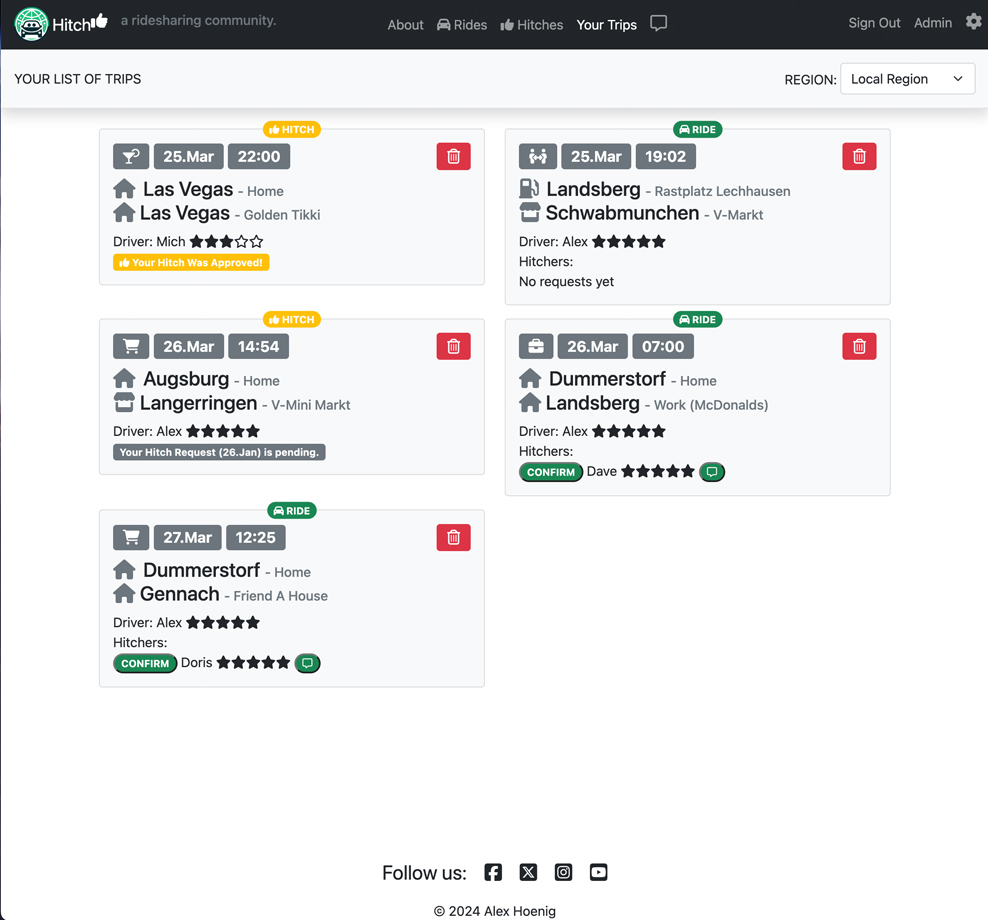 Hitch
a ridesharing community.
About
Rides
Hitches
Your Trips
Sign Out
Admin
YOUR LIST OF TRIPS
REGION:
Local Region
HITCH
25.Mar
22:00
Las Vegas - Home
Las Vegas - Golden Tikki
Driver: Mich
Your Hitch Was Approved!
RIDE
25.Mar
19:02
Landsberg - Rastplatz Lechhausen
Schwabmunchen - V-Markt
Driver: Alex
Hitchers:
No requests yet
HITCH
26.Mar
14:54
Augsburg - Home
Langerringen - V-Mini Markt
Driver: Alex
Your Hitch Request (26.Jan) is pending.
RIDE
26.Mar
07:00
Dummerstorf - Home
Landsberg - Work (McDonalds)
Driver: Alex
Hitchers:
CONFIRM Dave
RIDE
27.Mar
12:25
Dummerstorf - Home
Gennach - Friend A House
Driver: Alex
Hitchers:
CONFIRM Doris
Follow us:
© 2024 Alex Hoenig